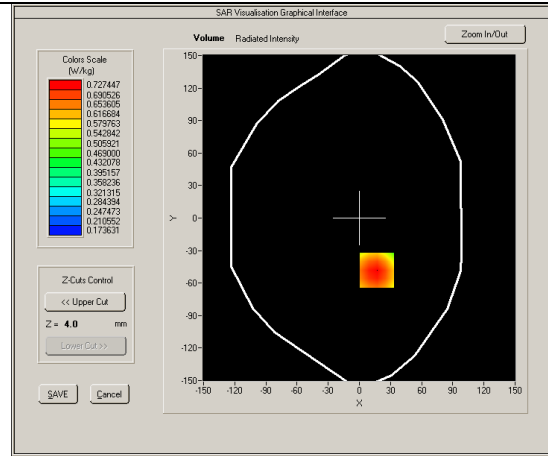 SAR Visualisation Graphical Interface
Volume Radiated Intensity
Zoom In/Out
Colors Scale
(W/kg)
0.727447
0.690526
0.653605
0.616684
0.579763
0.542842
0.505921
0.469000
0.432078
0.395157
0.358236
0.321315
0.284394
0.247473
0.210552
0.173631
Z-Cuts Control
<< Upper Cut
Z = 4.0 mm
Lower Cut >>
SAVE
Cancel
150
120
90
60
30
0
-30
-60
-90
-120
-150
Y
-150 -120 -90 -60 -30 0 30 60 90 120 150
X